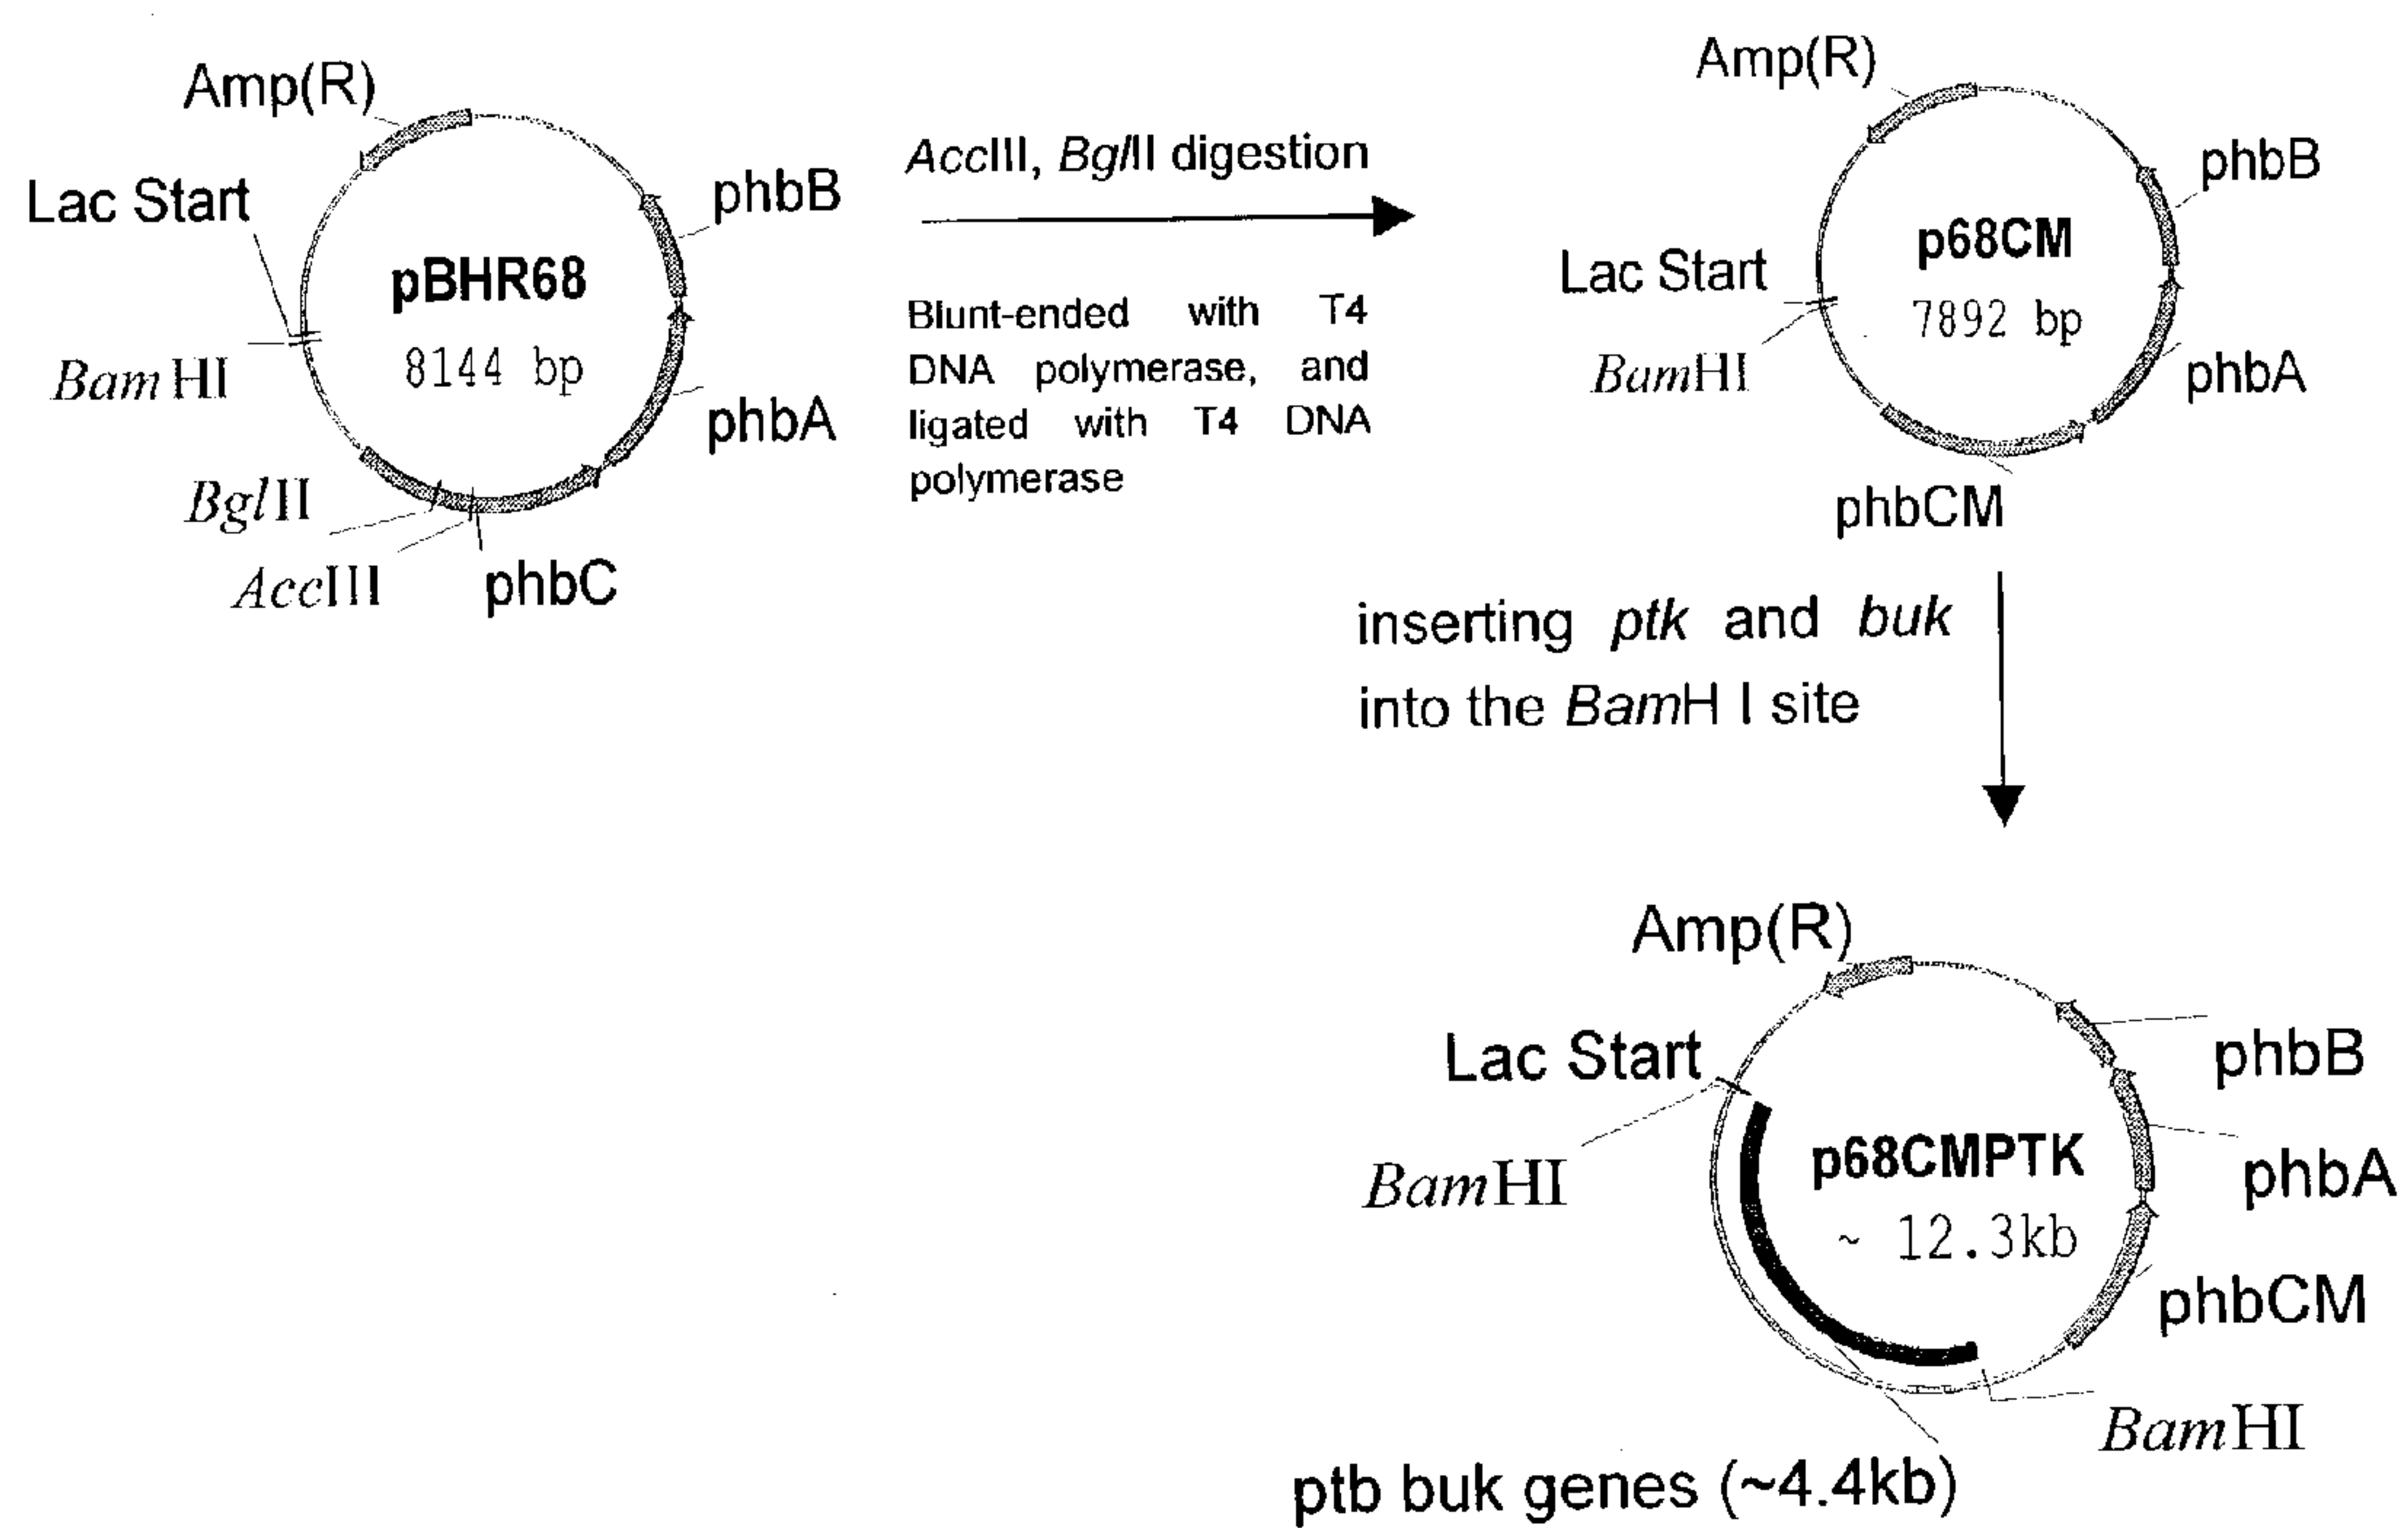 Amp(R)
Lac Start
phbB
pBHR68
8144 bp
BamHI
phbA
BglII
AccIII
phbC
AccIII, BglII digestion
Blunt-ended with T4
DNA polymerase, and
ligated with T4 DNA
polymerase
Amp(R)
phbB
p68CM
7892 bp
Lac Start
BamHI
phbA
phbCM
inserting ptk and buk
into the BamH I site
Amp(R)
Lac Start
phbB
BamHI
p68CMPTK
~ 12.3kb
phbA
phbCM
BamHI
ptb buk genes (~4.4kb)